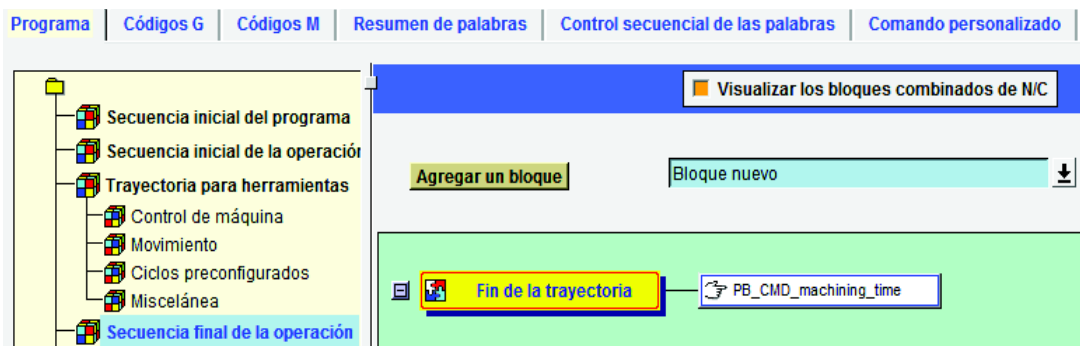 Programa Códigos G Códigos M Resumen de palabras Control secuencial de las palabras Comando personalizado
Visualizar los bloques combinados de N/C
Secuencia inicial del programa
Secuencia inicial de la operación
Trayectoria para herramientas
Control de máquina
Movimiento
Ciclos preconfigurados
Miscelánea
Secuencia final de la operación
Agregar un bloque Bloque nuevo
Fin de la trayectoria PB_CMD_machining_time